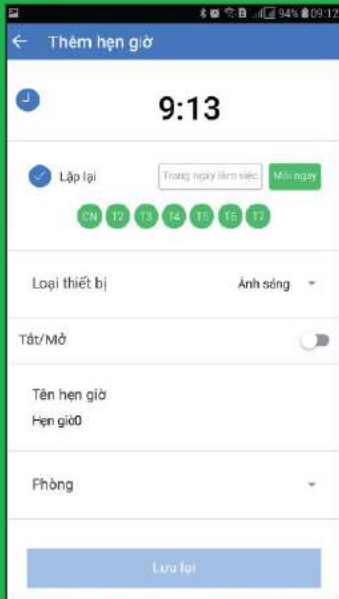 94% 09:12
Thêm hẹn giờ
9:13
Lặp lại
Trong ngày làm việc
Mỗi ngày
CN T2 T3 T4 T5 T6 T7
Loại thiết bị
Ánh sáng
Tắt/Mở
Tên hẹn giờ
Hẹn giờ0
Phòng
Lưu lại